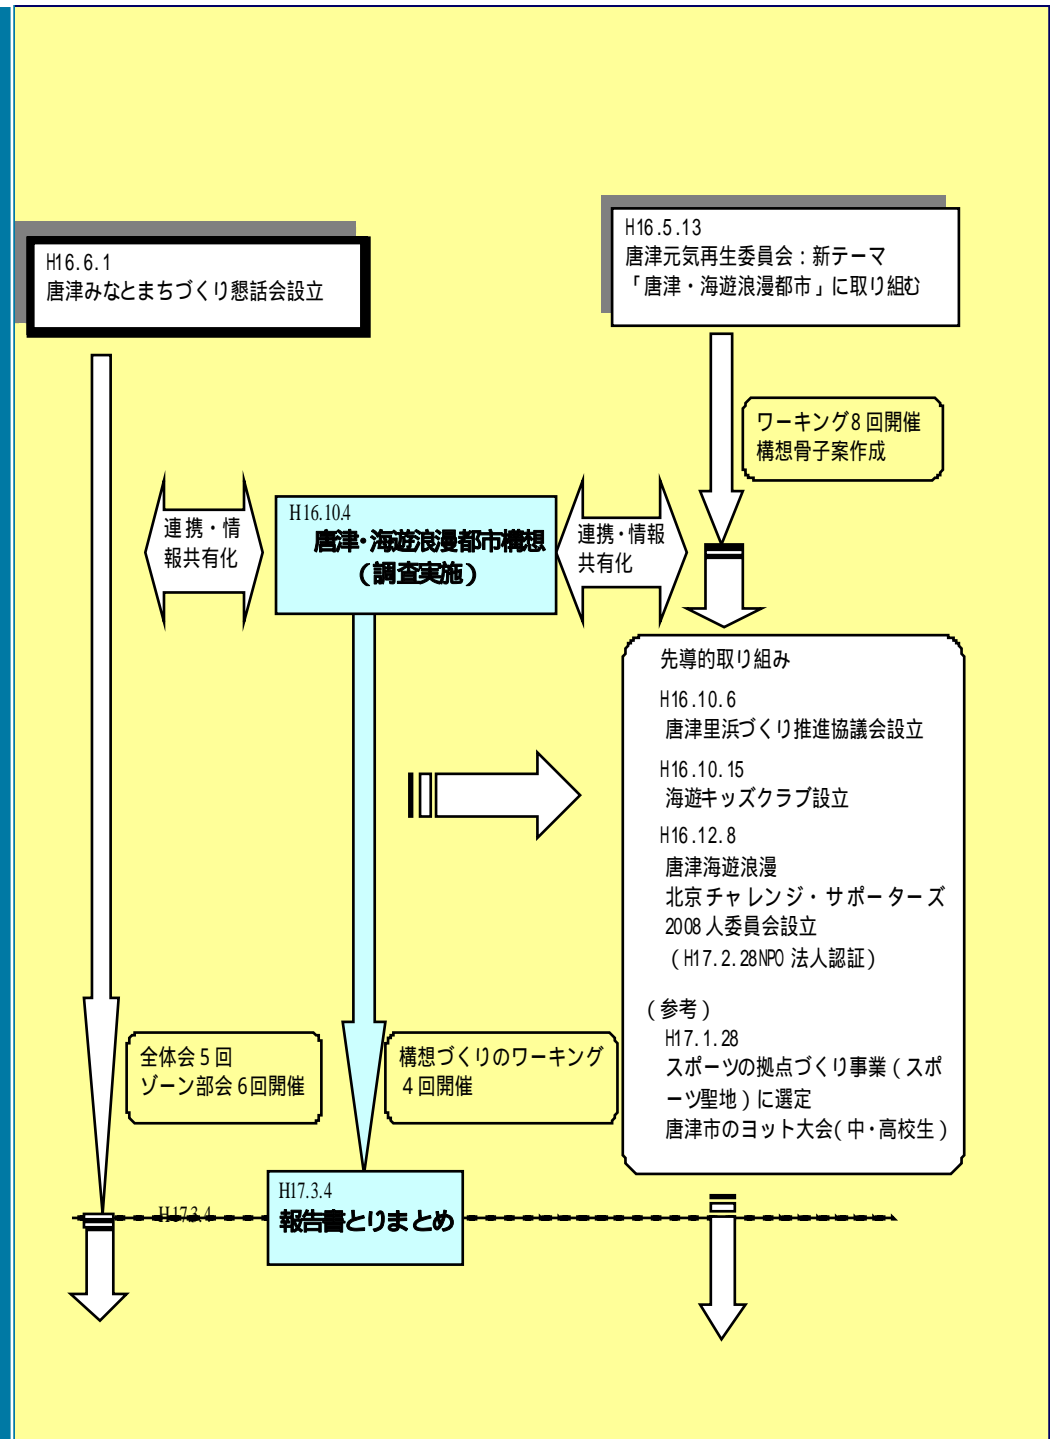 H16.5.13
唐津元気再生委員会：新テーマ
「唐津・海遊浪漫都市」に取り組む
H16.6.1
唐津みなとまちづくり懇話会設立
ワーキング8回開催
構想骨子案作成
連携・情
報共有化
H16.10.4
唐津・海遊浪漫都市構想
（調査実施）
連携・情報
共有化
先導的取り組み
H16.10.6
唐津里浜づくり推進協議会設立
H16.10.15
海遊キッズクラブ設立
H16.12.8
唐津海遊浪漫
北京チャレンジ・サポーターズ
2008人委員会設立
（H17.2.28NPO法人認証）
（参考）
H17.1.28
スポーツの拠点づくり事業（スポ
ーツ聖地）に選定
唐津市のヨット大会(中・高校生）
全体会５回
ゾーン部会６回開催
構想づくりのワーキング
４回開催
H17.3.4
H17.3.4
報告書とりまとめ